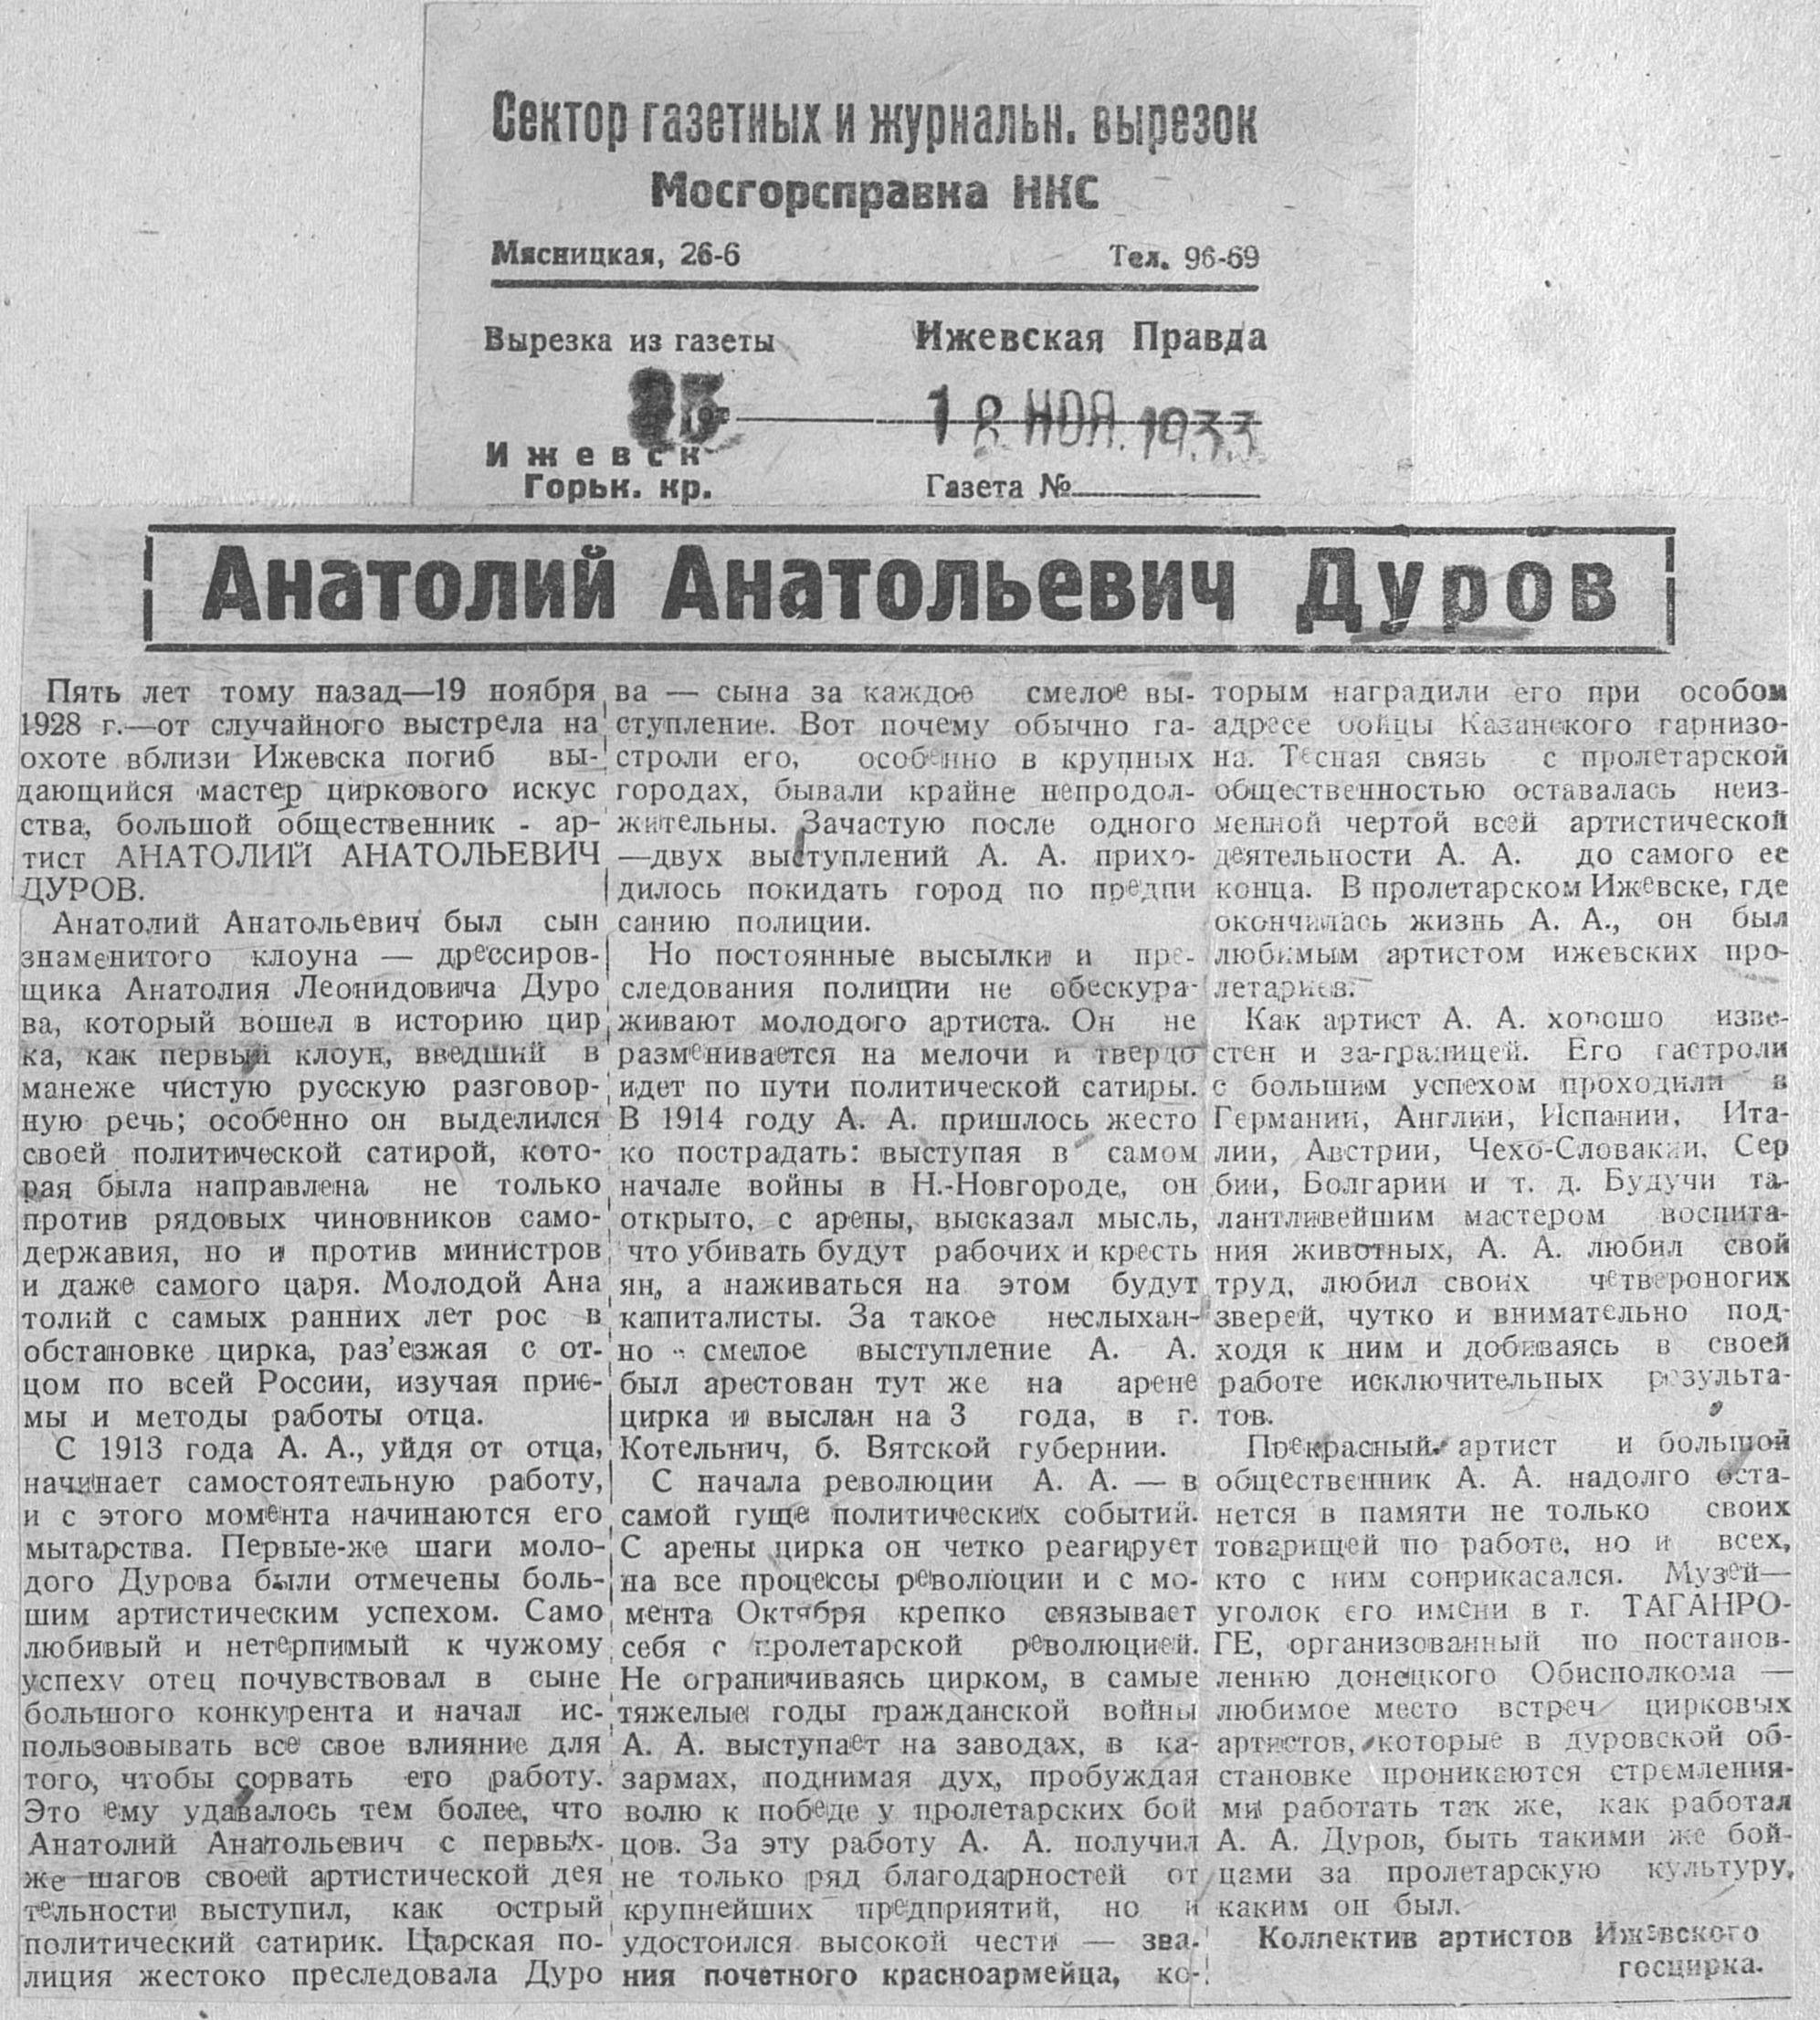 Сектор газетных и журнальн. вырезок
Мосгорсправка НКС
Мясницкая, 26-б Тел. 96-69
Вырезка из газеты Ижевская Правда
18 НОЯ. 1933
Ижевск
Горьк. кр. Газета №
Анатолий Анатольевич Дуров
Пять лет тому назад—19 ноября
1928 г.—от случайного выстрела на
охоте вблизи Ижевска погиб вы-
дающийся мастер циркового искус
ства, большой общественник - ар-
тист АНАТОЛИЙ АНАТОЛЬЕВИЧ
ДУРОВ.
Анатолий Анатольевич был сын
знаменитого клоуна — дрессиров-
щика Анатолия Леонидовича Дуро
ва, который вошел в историю цир
ка, как первый клоун, введший в
манеже чистую русскую разговор-
ную речь; особенно он выделился
своей политической сатирой, кото-
рая была направлена не только
против рядовых чиновников само-
державия, но и против министров
и даже самого царя. Молодой Ана
толий с самых ранних лет рос в
обстановке цирка, раз'езжая с от-
цом по всей России, изучая прие-
мы и методы работы отца.
С 1913 года А. А., уйдя от отца,
начинает самостоятельную работу,
и с этого момента начинаются его
мытарства. Первые-же шаги моло-
дого Дурова были отмечены боль-
шим артистическим успехом. Само
любивый и нетерпимый к чужому
успеху отец почувствовал в сыне
большого конкурента и начал ис-
пользовывать все свое влияние для
того, чтобы сорвать его работу.
Это ему удавалось тем более, что
Анатолий Анатольевич с первых-
же шагов своей артистической дея
тельности выступил, как острый
политический сатирик. Царская по-
лиция жестоко преследовала Дуро
ва — сына за каждое смелое вы-
ступление. Вот почему обычно га-
строли его, особенно в крупных
городах, бывали крайне непродол-
жительны. Зачастую после одного
—двух выступлений А. А. прихо-
дилось покидать город по предпи
санию полиции.
Но постоянные высылки и пре-
следования полиции не обескура-
живают молодого артиста. Он не
разменивается на мелочи и твердо
идет по пути политической сатиры.
В 1914 году А. А. пришлось жесто
ко пострадать: выступая в самом
начале войны в Н.-Новгороде, он
открыто, с арены, высказал мысль,
что убивать будут рабочих и кресть
ян, а наживаться на этом будут
капиталисты. За такое неслыхан-
но - смелое выступление А. А.
был арестован тут же на арене
цирка и выслан на 3 года, в г.
Котельнич, б. Вятской губернии.
С начала революции А. А. — в
самой гуще политических событий.
С арены цирка он четко реагирует
на все процессы революции и с мо-
мента Октября крепко связывает
себя с пролетарской революцией.
Не ограничиваясь цирком, в самые
тяжелые годы гражданской войны
А. А. выступает на заводах, в ка-
зармах, поднимая дух, пробуждая
волю к победе у пролетарских бой
цов. За эту работу А. А. получил
не только ряд благодарностей от
крупнейших предприятий, но и
удостоился высокой чести — зва-
ния почетного красноармейца, ко-
торым наградили его при особом
адресе бойцы Казанского гарнизо-
на. Тесная связь с пролетарской
общественностью оставалась неиз-
менной чертой всей артистической
деятельности А. А. до самого ее
конца. В пролетарском Ижевске, где
окончилась жизнь А. А., он был
любимым артистом ижевских про-
летариев.
Как артист А. А. хорошо изве-
стен и за-границей. Его гастроли
с большим успехом проходили в
Германии, Англии, Испании, Ита-
лии, Австрии, Чехо-Словакии, Сер
бии, Болгарии и т. д. Будучи та-
лантливейшим мастером воспита-
ния животных, А. А. любил свой
труд, любил своих четвероногих
зверей, чутко и внимательно под-
ходя к ним и добиваясь в своей
работе исключительных результа-
тов.
Прекрасный артист и большой
общественник А. А. надолго оста-
нется в памяти не только своих
товарищей по работе, но и всех,
кто с ним соприкасался. Музей—
уголок его имени в г. ТАГАНРО-
ГЕ, организованный по постанов-
лению донецкого Обисполкома —
любимое место встреч цирковых
артистов, которые в дуровской об-
становке проникаются стремления-
ми работать так же, как работал
А. А. Дуров, быть такими же бой-
цами за пролетарскую культуру,
каким он был.
Коллектив артистов Ижевского
госцирка.